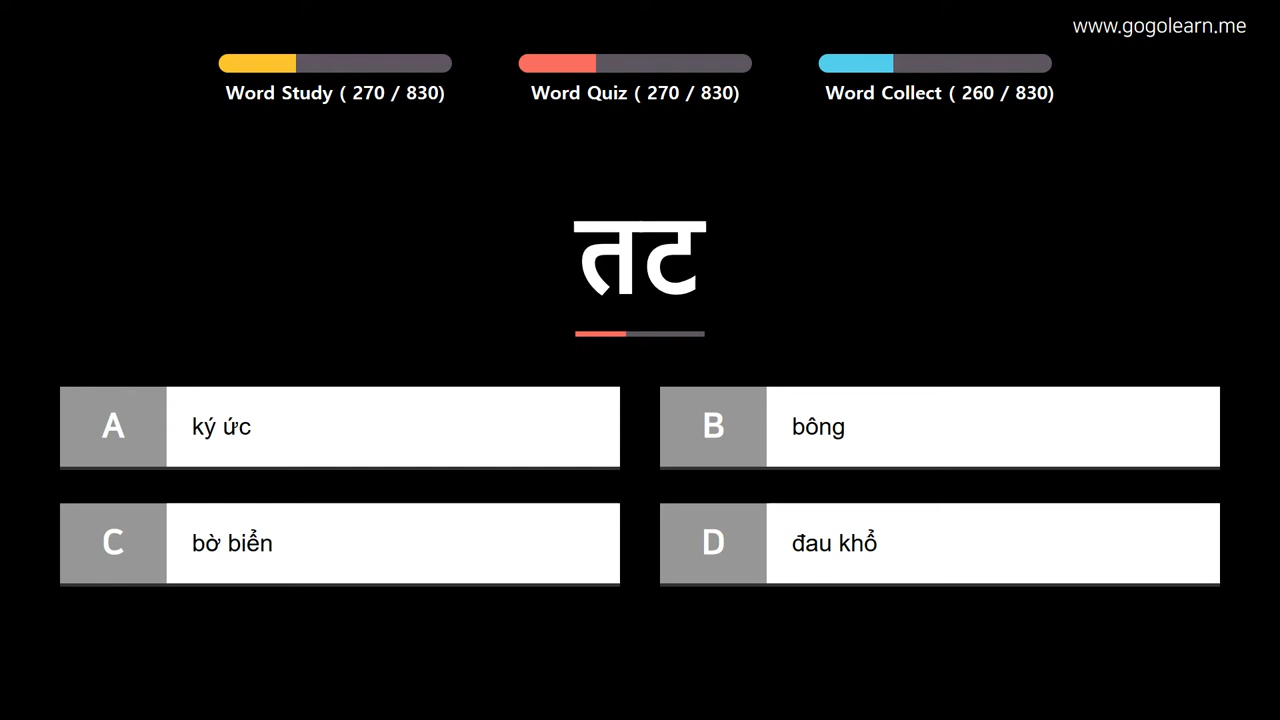 www.gogolearn.me
Word Study ( 270 / 830)
Word Quiz ( 270 / 830)
Word Collect ( 260 / 830)
तट
A ký ức
B bông
C bờ biển
D đau khổ